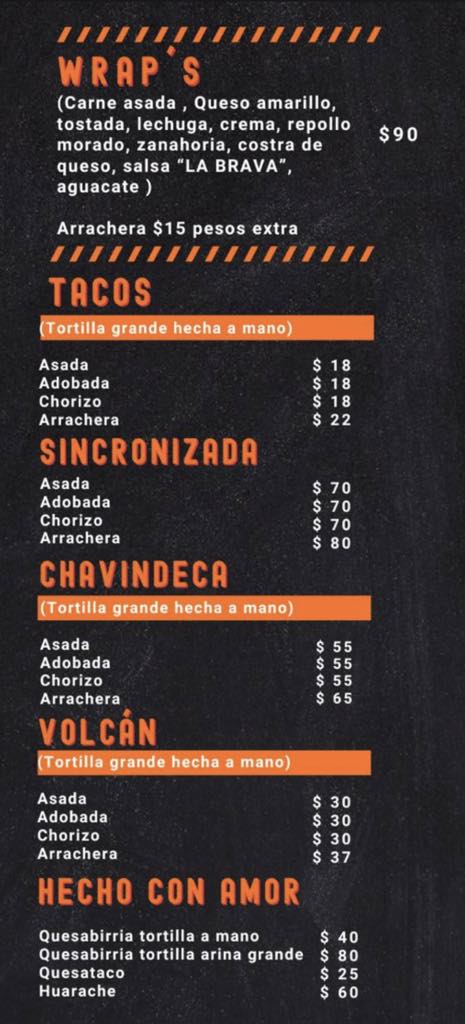 WRAP'S
(Carne asada , Queso amarillo,
tostada, lechuga, crema, repollo
morado, zanahoria, costra de
queso, salsa “LA BRAVA”,
aguacate )
$90
Arrachera $15 pesos extra
TACOS
(Tortilla grande hecha a mano)
Asada $ 18
Adobada $ 18
Chorizo $ 18
Arrachera $ 22
SINCRONIZADA
Asada $ 70
Adobada $ 70
Chorizo $ 70
Arrachera $ 80
CHAVINDECA
(Tortilla grande hecha a mano)
Asada $ 55
Adobada $ 55
Chorizo $ 55
Arrachera $ 65
VOLCÁN
(Tortilla grande hecha a mano)
Asada $ 30
Adobada $ 30
Chorizo $ 30
Arrachera $ 37
HECHO CON AMOR
Quesabirria tortilla a mano $ 40
Quesabirria tortilla arina grande $ 80
Quesataco $ 25
Huarache $ 60